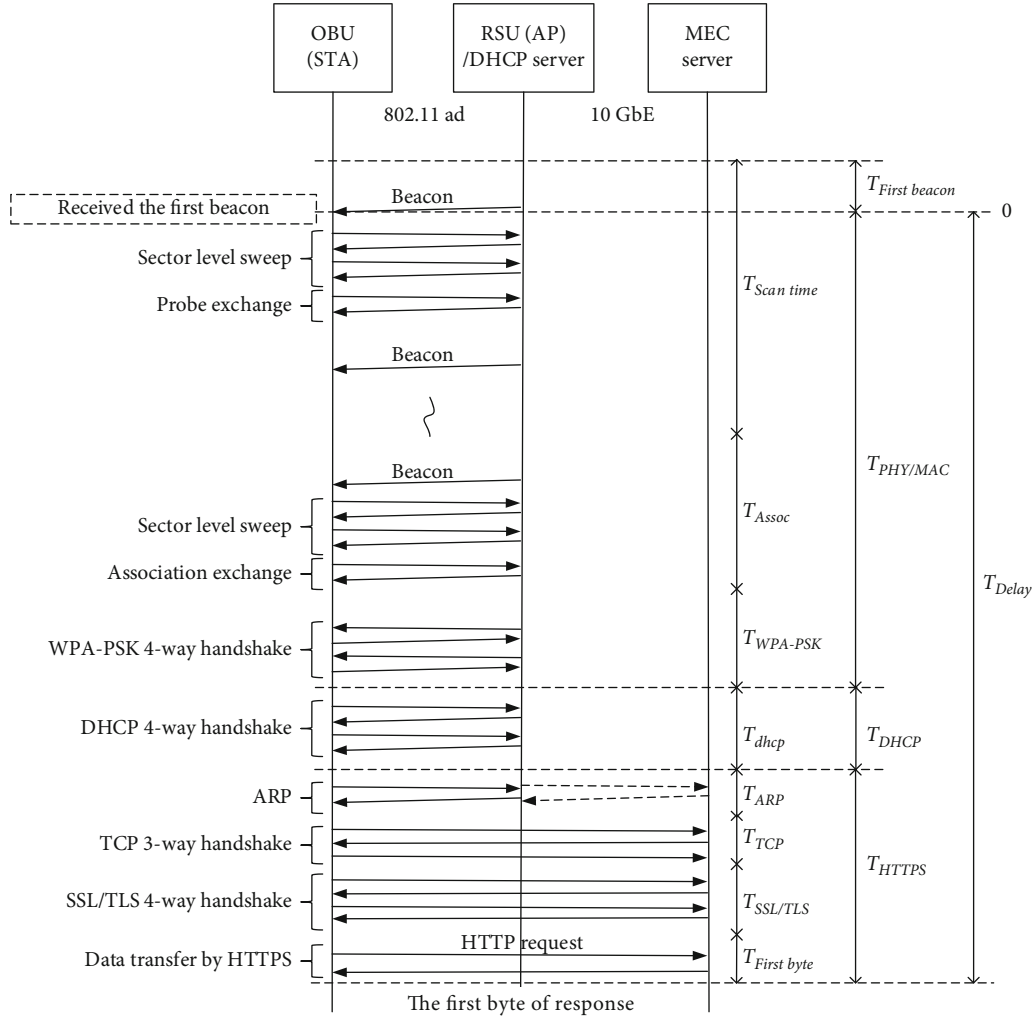 OBU
(STA)
RSU (AP)
/DHCP server
MEC
server
802.11 ad
10 GbE
T_First beacon
Beacon
Received the first beacon
0
Sector level sweep
T_Scan time
Probe exchange
Beacon
T_PHY/MAC
Beacon
T_Assoc
Sector level sweep
Association exchange
T_Delay
WPA-PSK 4-way handshake
T_WPA-PSK
DHCP 4-way handshake
T_dhcp
T_DHCP
ARP
T_ARP
TCP 3-way handshake
T_TCP
T_HTTPS
SSL/TLS 4-way handshake
T_SSL/TLS
HTTP request
Data transfer by HTTPS
T_First byte
The first byte of response